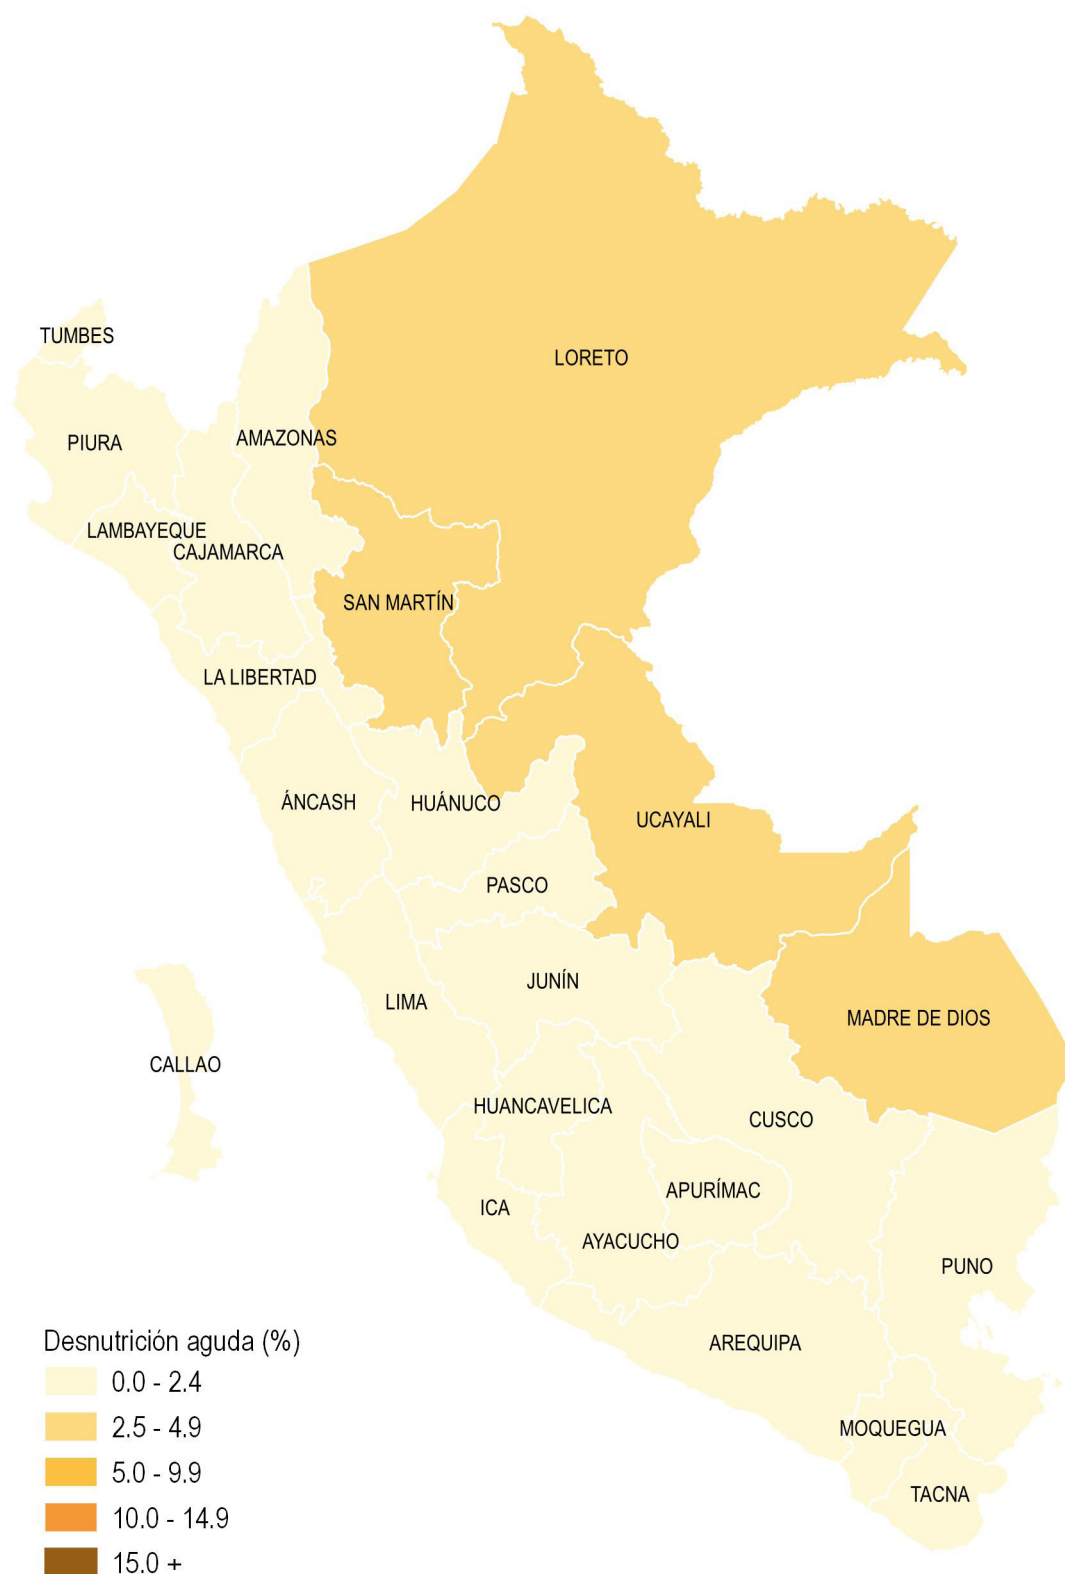 TUMBES
LORETO
PIURA
AMAZONAS
LAMBAYEQUE
CAJAMARCA
SAN MARTÍN
LA LIBERTAD
ÁNCASH
HUÁNUCO
UCAYALI
PASCO
JUNÍN
LIMA
MADRE DE DIOS
CALLAO
HUANCAVELICA
CUSCO
APURÍMAC
ICA
AYACUCHO
PUNO
AREQUIPA
MOQUEGUA
TACNA
Desnutrición aguda (%)
0.0 - 2.4
2.5 - 4.9
5.0 - 9.9
10.0 - 14.9
15.0 +